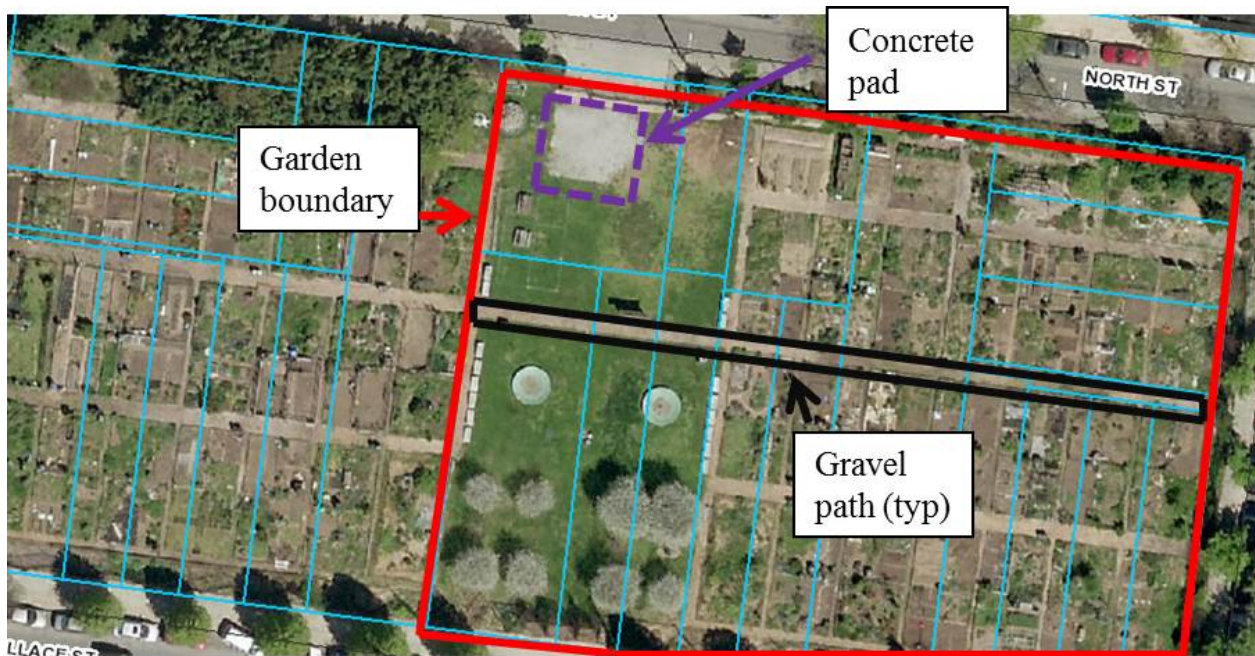 Concrete
pad
NORTH ST
Garden
boundary
Gravel
path (typ)
LLACE ST